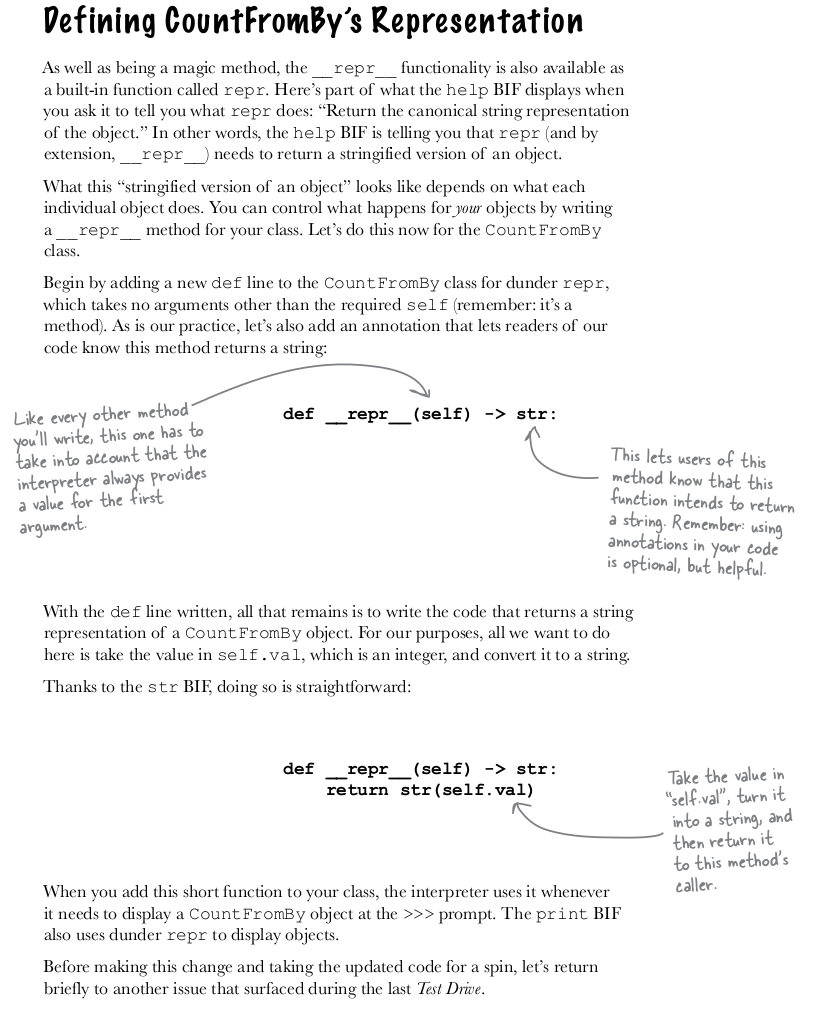 Defining CountFromBy's Representation
As well as being a magic method, the __repr__ functionality is also available as
a built-in function called repr. Here's part of what the help BIF displays when
you ask it to tell you what repr does: “Return the canonical string representation
of the object.” In other words, the help BIF is telling you that repr (and by
extension, __repr__) needs to return a stringified version of an object.
What this “stringified version of an object” looks like depends on what each
individual object does. You can control what happens for your objects by writing
a __repr__ method for your class. Let's do this now for the CountFromBy
class.
Begin by adding a new def line to the CountFromBy class for dunder repr,
which takes no arguments other than the required self (remember: it's a
method). As is our practice, let's also add an annotation that lets readers of our
code know this method returns a string:
def __repr__(self) -> str:
Like every other method
you'll write, this one has to
take into account that the
interpreter always provides
a value for the first
argument.
This lets users of this
method know that this
function intends to return
a string. Remember: using
annotations in your code
is optional, but helpful.
With the def line written, all that remains is to write the code that returns a string
representation of a CountFromBy object. For our purposes, all we want to do
here is take the value in self.val, which is an integer, and convert it to a string.
Thanks to the str BIF, doing so is straightforward:
def __repr__(self) -> str:
    return str(self.val)
Take the value in
“self.val”, turn it
into a string, and
then return it
to this method's
caller.
When you add this short function to your class, the interpreter uses it whenever
it needs to display a CountFromBy object at the >>> prompt. The print BIF
also uses dunder repr to display objects.
Before making this change and taking the updated code for a spin, let's return
briefly to another issue that surfaced during the last Test Drive.